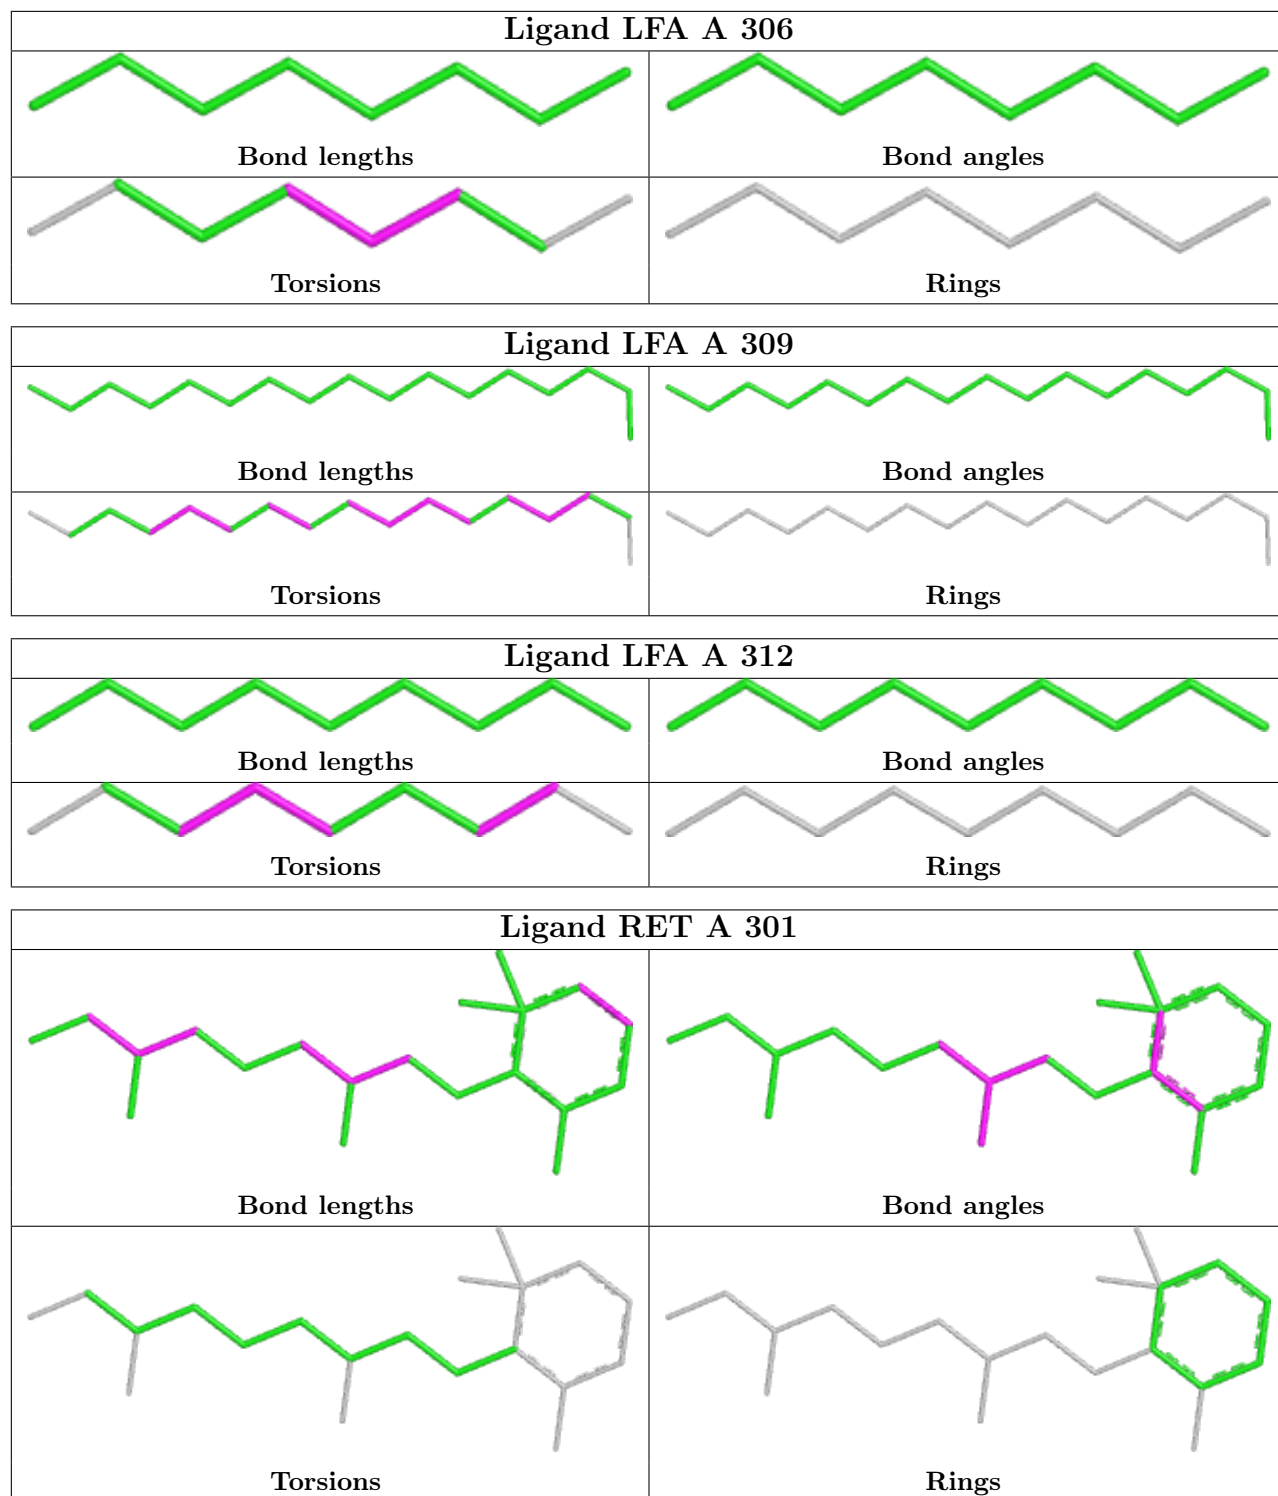 Ligand LFA A 306
Bond lengths
Bond angles
Torsions
Rings
Ligand LFA A 309
Bond lengths
Bond angles
Torsions
Rings
Ligand LFA A 312
Bond lengths
Bond angles
Torsions
Rings
Ligand RET A 301
Bond lengths
Bond angles
Torsions
Rings